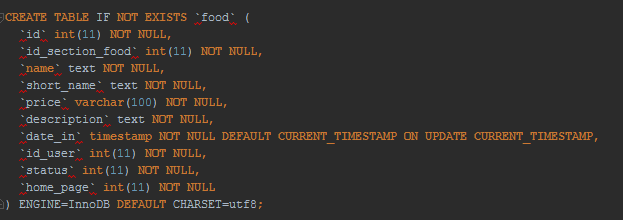 CREATE TABLE IF NOT EXISTS `food` (
`id` int(11) NOT NULL,
`id_section_food` int(11) NOT NULL,
`name` text NOT NULL,
`short_name` text NOT NULL,
`price` varchar(100) NOT NULL,
`description` text NOT NULL,
`date_in` timestamp NOT NULL DEFAULT CURRENT_TIMESTAMP ON UPDATE CURRENT_TIMESTAMP,
`id_user` int(11) NOT NULL,
`status` int(11) NOT NULL,
`home_page` int(11) NOT NULL
) ENGINE=InnoDB DEFAULT CHARSET=utf8;